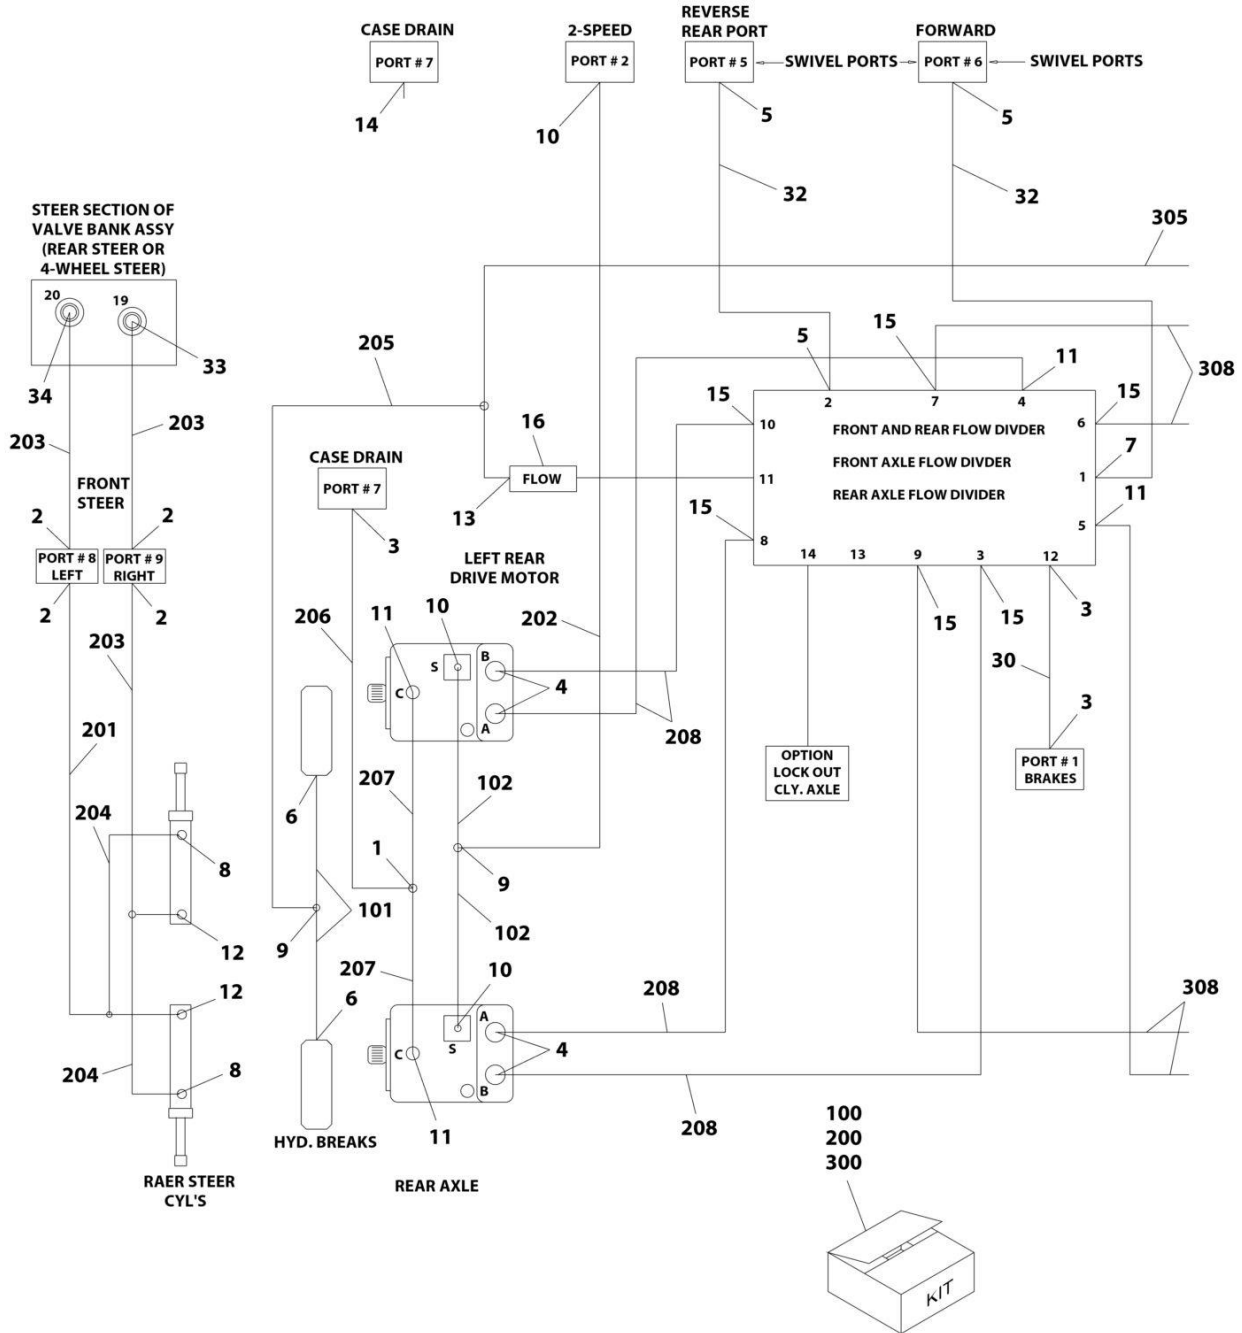 CASE DRAIN
PORT # 7
14
2-SPEED
PORT # 2
10
REVERSE
REAR PORT
PORT # 5
SWIVEL PORTS
FORWARD
PORT # 6
SWIVEL PORTS
5
5
32
32
STEER SECTION OF
VALVE BANK ASSY
(REAR STEER OR
4-WHEEL STEER)
20
19
34
33
305
205
15
5
11
308
203
203
15
2
7
4
15
10
FRONT AND REAR FLOW DIVDER
6
16
FRONT AXLE FLOW DIVDER
7
CASE DRAIN
PORT # 7
FLOW
11
1
FRONT
STEER
REAR AXLE FLOW DIVIDER
11
13
15
5
2
2
3
8
14
13
9
3
12
PORT # 8
LEFT
PORT # 9
RIGHT
LEFT REAR
DRIVE MOTOR
2
2
10
11
206
202
15
15
3
203
B
S
C
4
A
30
3
208
201
OPTION
LOCK OUT
CLY. AXLE
PORT # 1
BRAKES
207
102
204
6
8
1
9
101
9
12
102
12
207
6
10
208
308
A
S
C
4
B
204
8
HYD. BREAKS
11
208
RAER STEER
CYL'S
REAR AXLE
100
200
300
KIT